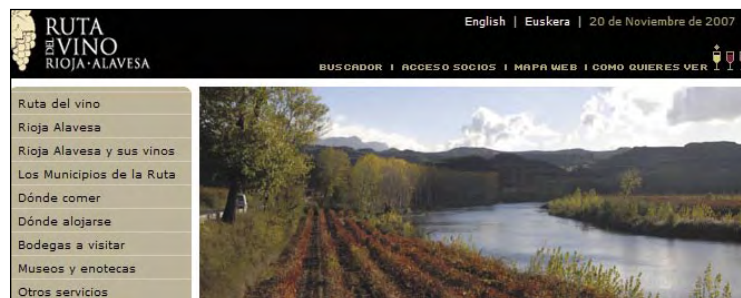 RUTA
DEL VINO
RIOJA·ALAVESA
English | Euskera | 20 de Noviembre de 2007
BUSCADOR | ACCESO SOCIOS | MAPA WEB | COMO QUIERES VER
Ruta del vino
Rioja Alavesa
Rioja Alavesa y sus vinos
Los Municipios de la Ruta
Dónde comer
Dónde alojarse
Bodegas a visitar
Museos y enotecas
Otros servicios